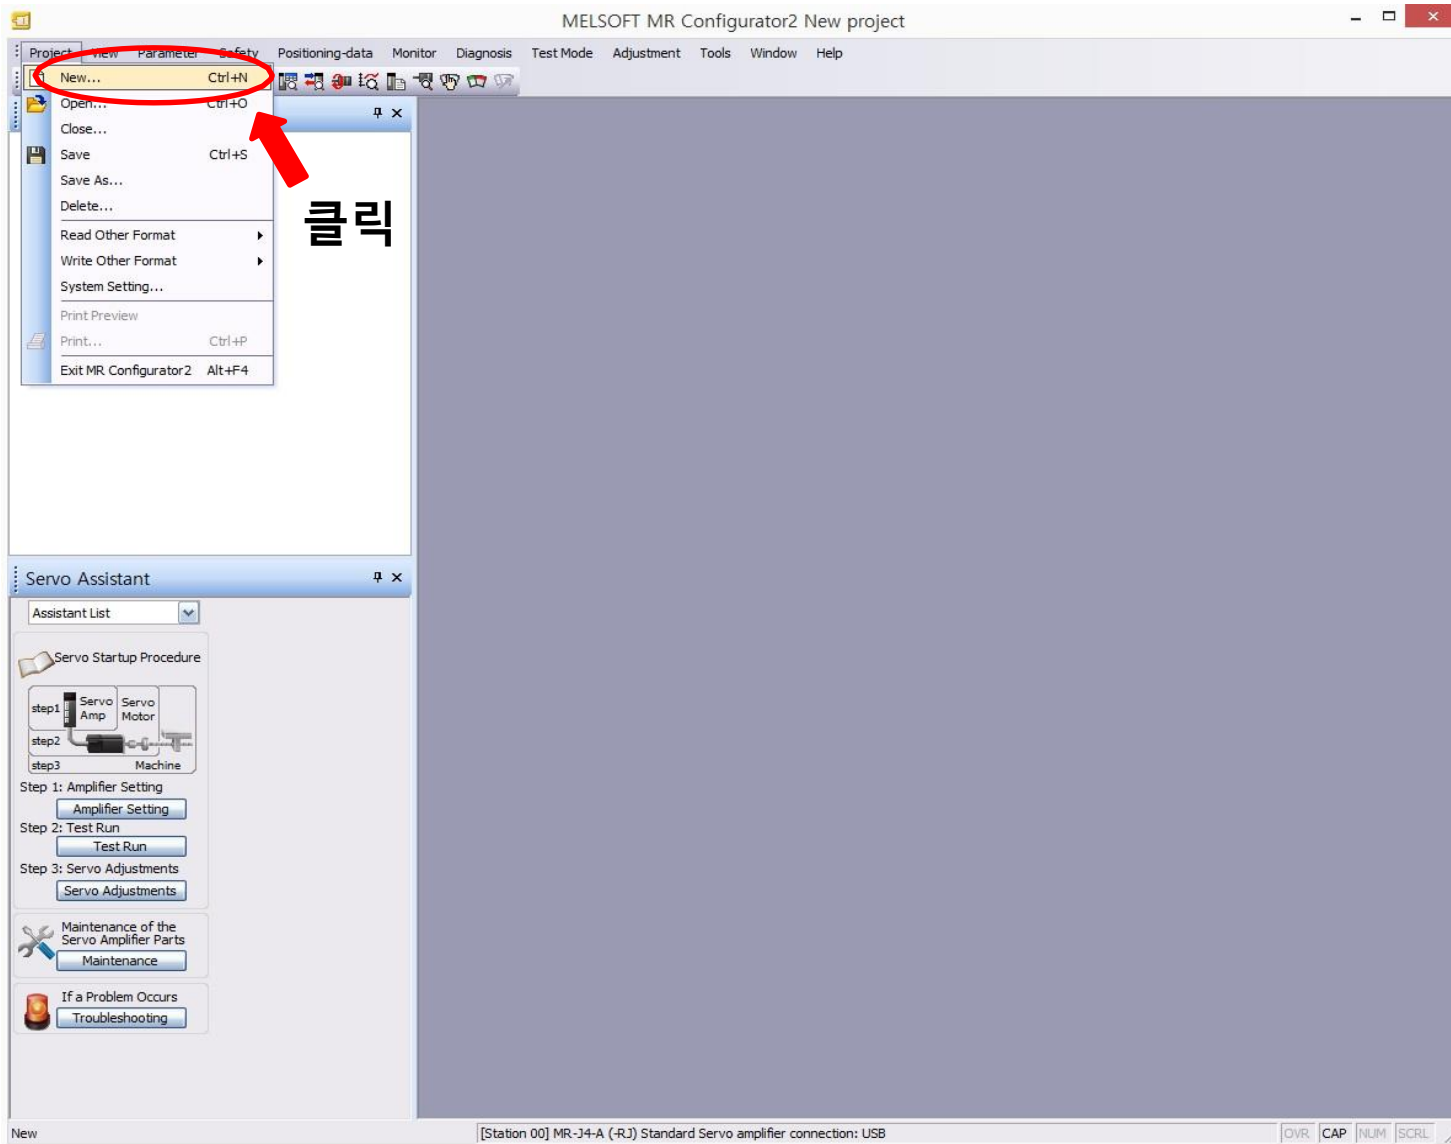 MELSOFT MR Configurator2 New project
Project View Parameter Safety Positioning-data Monitor Diagnosis Test Mode Adjustment Tools Window Help
New... Ctrl+N
Open... Ctrl+O
Close...
Save Ctrl+S
Save As...
Delete...
클릭
Read Other Format
Write Other Format
System Setting...
Print Preview
Print... Ctrl+P
Exit MR Configurator2 Alt+F4
Servo Assistant
Assistant List
Servo Startup Procedure
step1
Servo Amp
Servo Motor
step2
step3 Machine
Step 1: Amplifier Setting
Amplifier Setting
Step 2: Test Run
Test Run
Step 3: Servo Adjustments
Servo Adjustments
Maintenance of the
Servo Amplifier Parts
Maintenance
If a Problem Occurs
Troubleshooting
New [Station 00] MR-J4-A (-RJ) Standard Servo amplifier connection: USB OVR CAP NUM SCRL